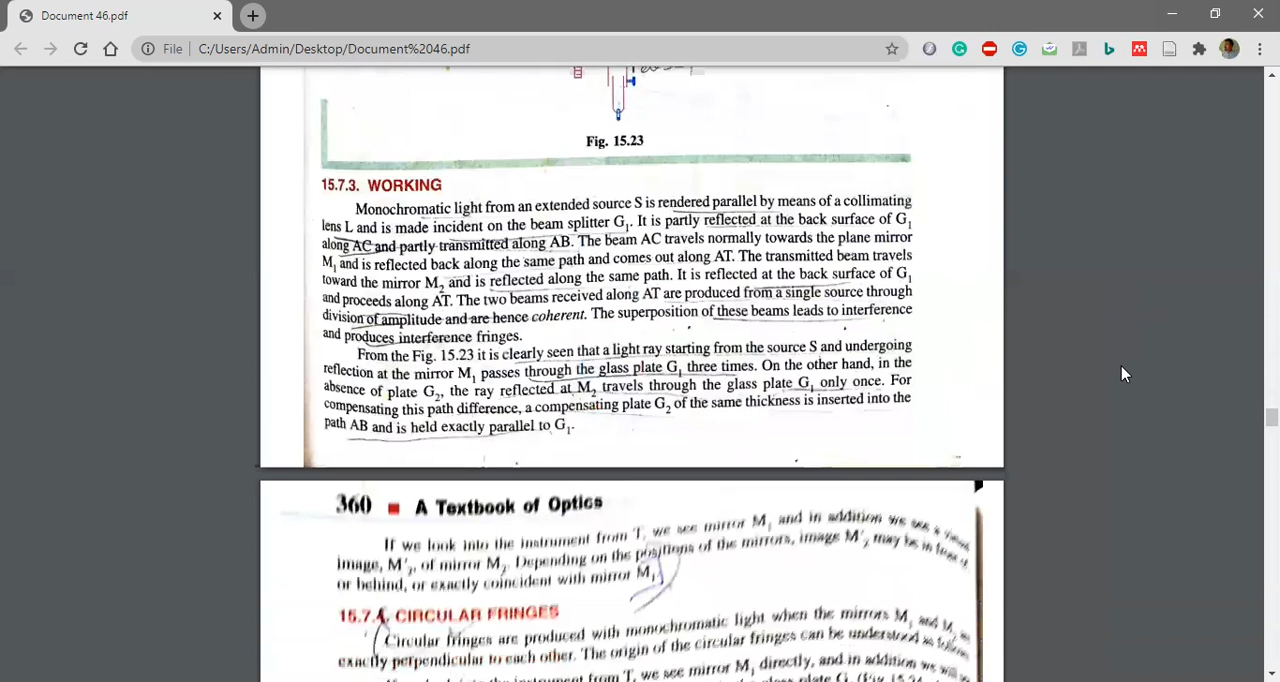 Document 46.pdf
File | C:/Users/Admin/Desktop/Document%2046.pdf
Fig. 15.23
15.7.3. WORKING
Monochromatic light from an extended source S is rendered parallel by means of a collimating
lens L and is made incident on the beam splitter G1. It is partly reflected at the back surface of G1
along AC and partly transmitted along AB. The beam AC travels normally towards the plane mirror
M1 and is reflected back along the same path and comes out along AT. The transmitted beam travels
toward the mirror M2 and is reflected along the same path. It is reflected at the back surface of G1
and proceeds along AT. The two beams received along AT are produced from a single source through
division of amplitude and are hence coherent. The superposition of these beams leads to interference
and produces interference fringes.
From the Fig. 15.23 it is clearly seen that a light ray starting from the source S and undergoing
reflection at the mirror M1 passes through the glass plate G1 three times. On the other hand, in the
absence of plate G2, the ray reflected at M2 travels through the glass plate G1 only once. For
compensating this path difference, a compensating plate G2 of the same thickness is inserted into the
path AB and is held exactly parallel to G1.
360 ■ A Textbook of Optics
If we look into the instrument from T, we see mirror M1 and in addition we see a
image, M'2, of mirror M2. Depending on the positions of the mirrors, image M'2 may be in
or behind, or exactly coincident with mirror M1.
15.7.4. CIRCULAR FRINGES
Circular fringes are produced with monochromatic light when the mirrors M1 and M2
exactly perpendicular to each other. The origin of the circular fringes can be understood as
instrument from T, we see mirror M1 directly, and in addition we